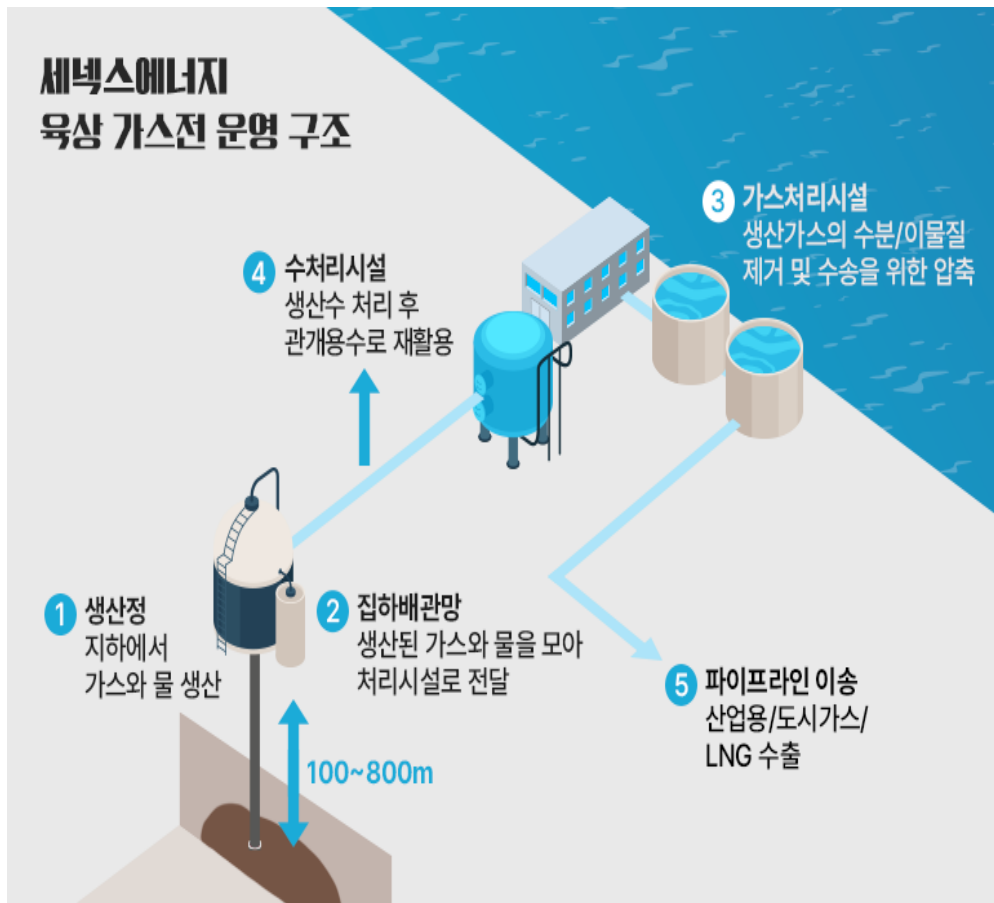 세넥스에너지
육상 가스전 운영 구조
3 가스처리시설
생산가스의 수분/이물질
제거 및 수송을 위한 압축
4 수처리시설
생산수 처리 후
관개용수로 재활용
1 생산정
지하에서
가스와 물 생산
2 집하배관망
생산된 가스와 물을 모아
처리시설로 전달
100~800m
5 파이프라인 이송
산업용/도시가스/
LNG 수출